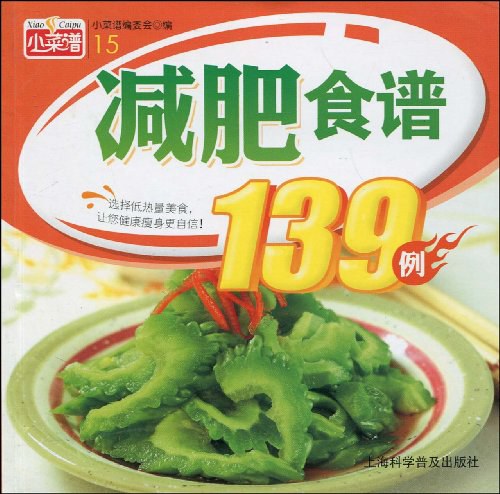 Xiao Caipu
小菜谱
小菜谱编委会◎编
15
减肥食谱
选择低热量美食,
让您健康瘦身更自信!
139例
上海科学普及出版社